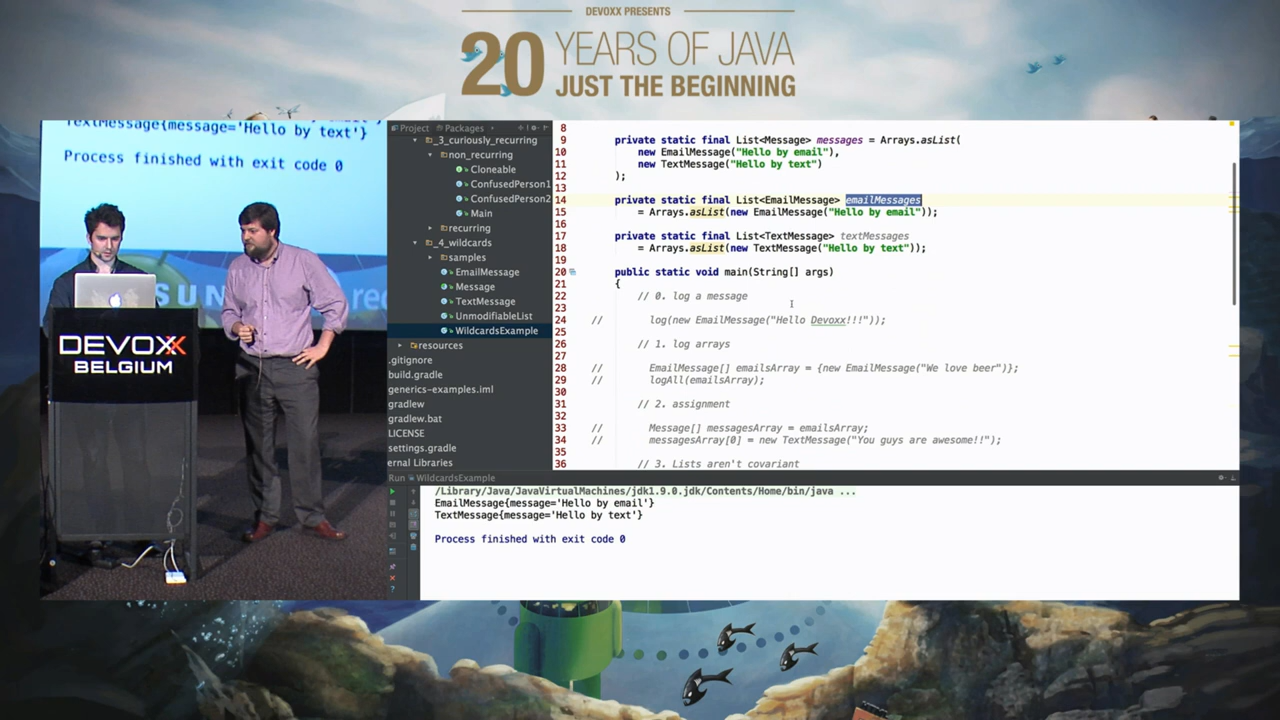 DEVOXX PRESENTS
20 YEARS OF JAVA
JUST THE BEGINNING
TextMessage{message='Hello by text'}
Process finished with exit code 0
SUN
DEVOXX
BELGIUM
Project Packages
_3_curiously_recurring
non_recurring
Cloneable
ConfusedPerson1
ConfusedPerson2
Main
recurring
_4_wildcards
samples
EmailMessage
Message
TextMessage
UnmodifiableList
WildcardsExample
resources
.gitignore
build.gradle
generics-examples.iml
gradlew
gradlew.bat
LICENSE
settings.gradle
ernal Libraries
8
9 private static final List<Message> messages = Arrays.asList(
10 new EmailMessage("Hello by email"),
11 new TextMessage("Hello by text")
12 );
13
14 private static final List<EmailMessage> emailMessages
15 = Arrays.asList(new EmailMessage("Hello by email"));
16
17 private static final List<TextMessage> textMessages
18 = Arrays.asList(new TextMessage("Hello by text"));
19
20 public static void main(String[] args)
21 {
22 // 0. log a message
23
24 // log(new EmailMessage("Hello Devoxx!!!"));
25
26 // 1. log arrays
27
28 // EmailMessage[] emailsArray = {new EmailMessage("We love beer")};
29 // logAll(emailsArray);
30
31 // 2. assignment
32
33 // Message[] messagesArray = emailsArray;
34 // messagesArray[0] = new TextMessage("You guys are awesome!!");
35
36 // 3. Lists aren't covariant
Run WildcardsExample
/Library/Java/JavaVirtualMachines/jdk1.9.0.jdk/Contents/Home/bin/java ...
EmailMessage{message='Hello by email'}
TextMessage{message='Hello by text'}
Process finished with exit code 0